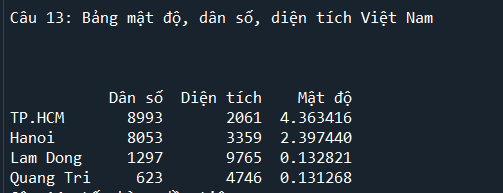 Câu 13: Bảng mật độ, dân số, diện tích Việt Nam
Dân số Diện tích Mật độ
TP.HCM 8993 2061 4.363416
Hanoi 8053 3359 2.397440
Lam Dong 1297 9765 0.132821
Quang Tri 623 4746 0.131268